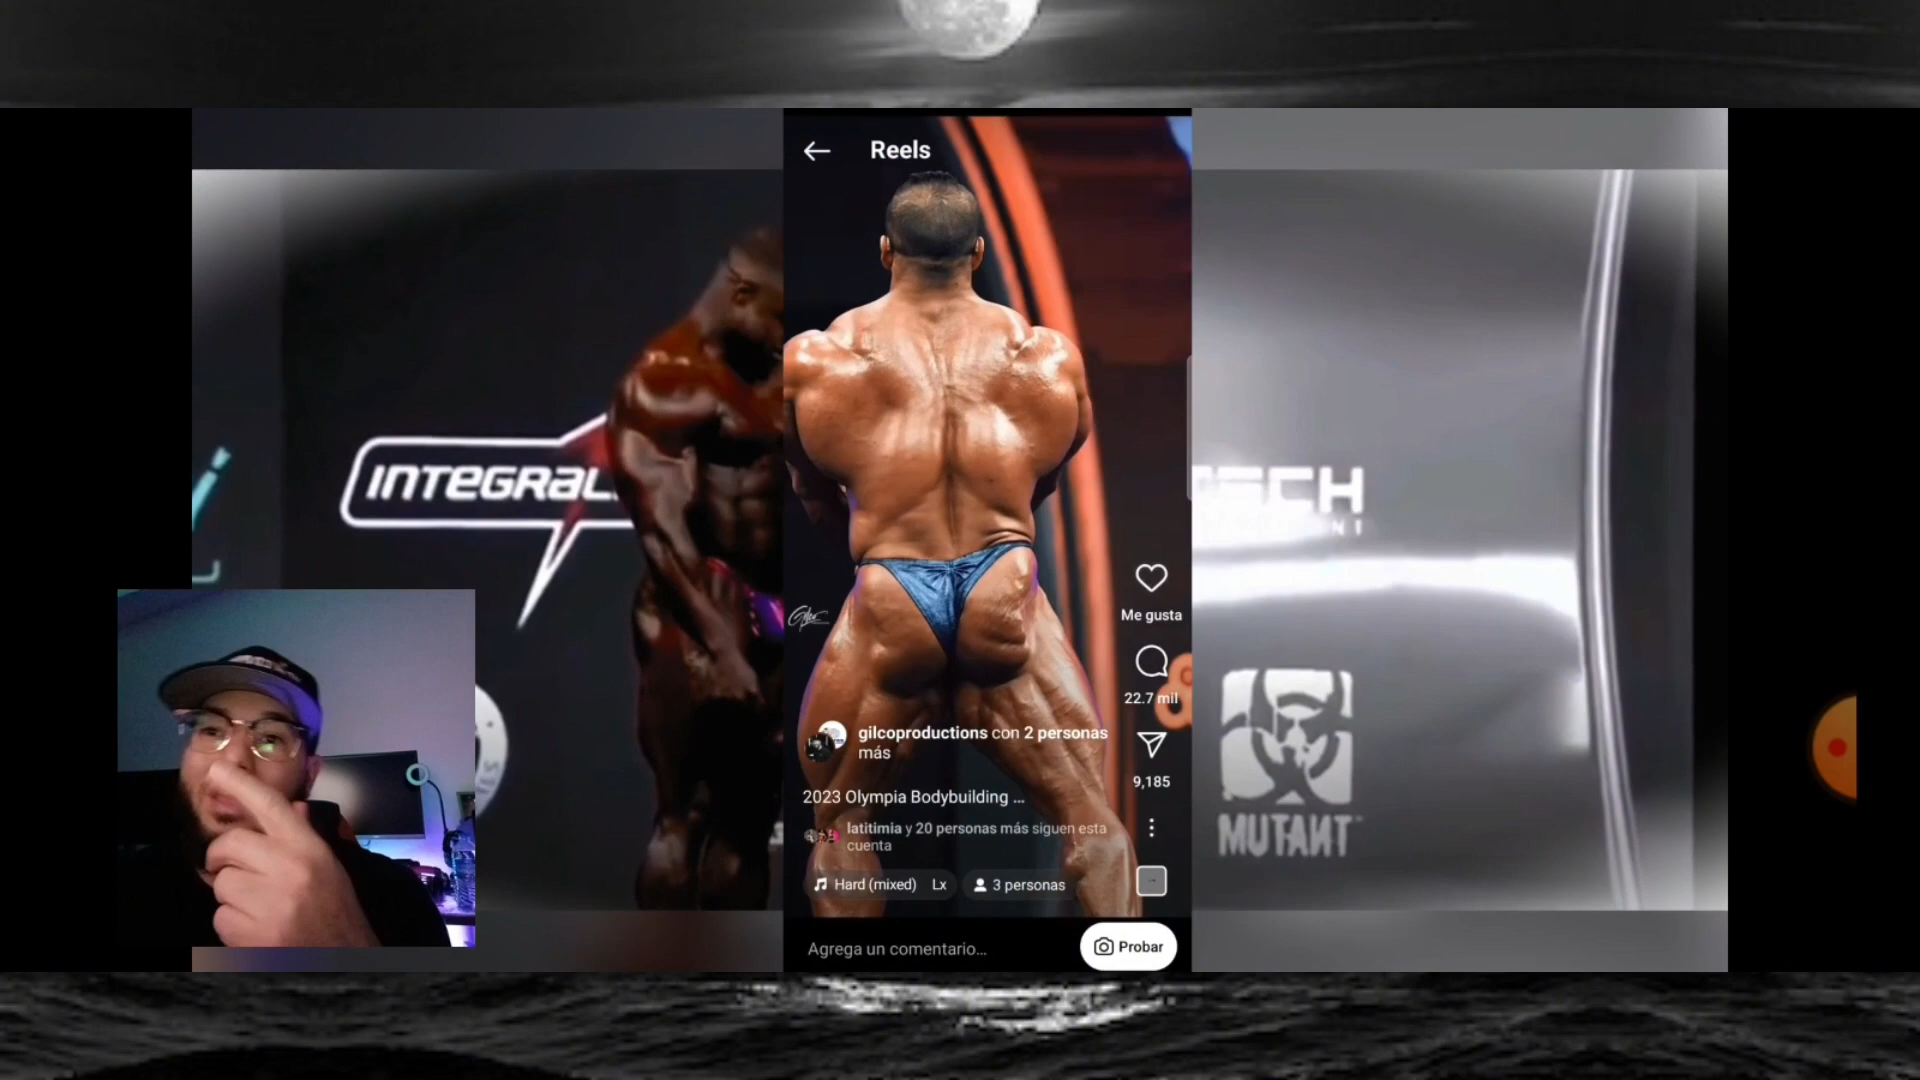 Reels
INTEGRAL
TECH
Me gusta
22.7 mil
gilcoproductions con 2 personas
más
9,185
2023 Olympia Bodybuilding ...
latitimia y 20 personas más siguen esta
cuenta
MUTANT
Hard (mixed) Lx
3 personas
Agrega un comentario...
Probar